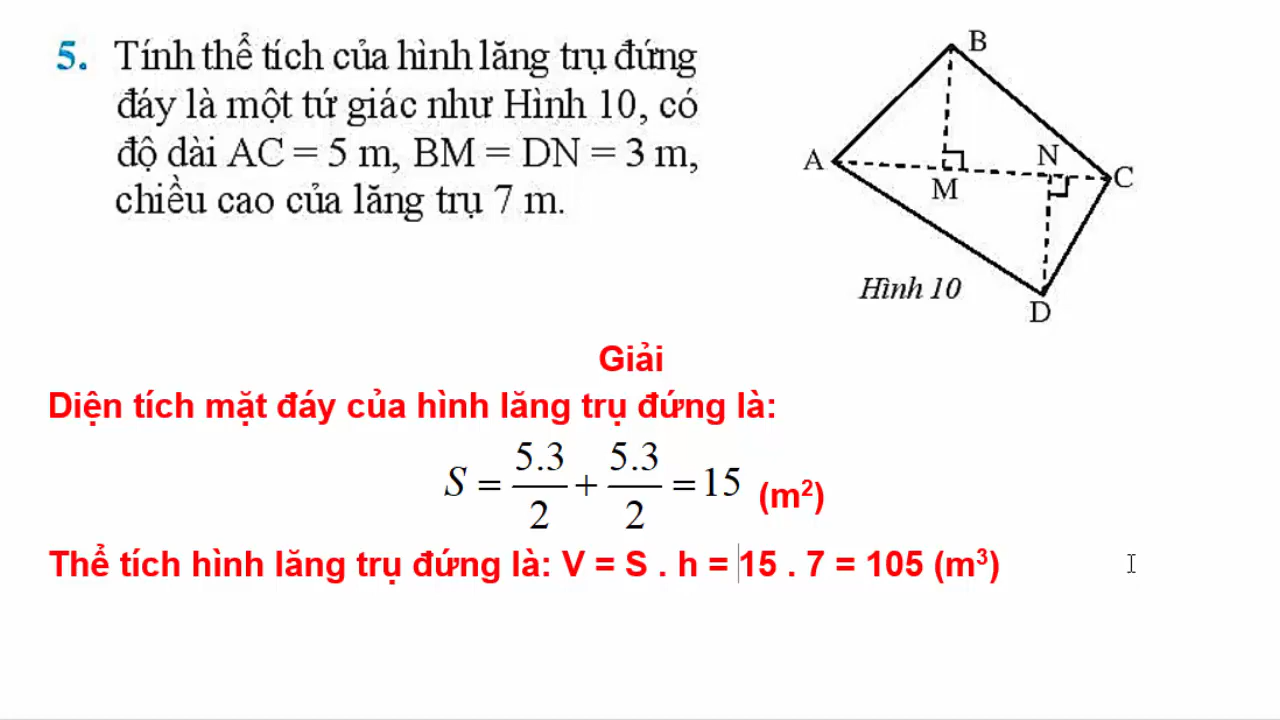 5. Tính thể tích của hình lăng trụ đứng
đáy là một tứ giác như Hình 10, có
độ dài AC = 5 m, BM = DN = 3 m,
chiều cao của lăng trụ 7 m.
B
A
M
N
C
D
Hình 10
Giải
Diện tích mặt đáy của hình lăng trụ đứng là:
S = 5.3/2 + 5.3/2 = 15 (m²)
Thể tích hình lăng trụ đứng là: V = S . h = 15 . 7 = 105 (m³)